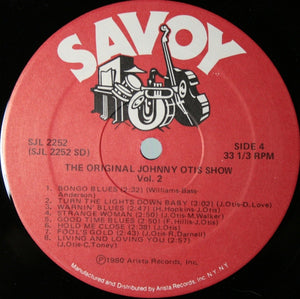 SAVOY
SJL 2252
(SJL 2252 SD)
SIDE 4
33 1/3 RPM
THE ORIGINAL JOHNNY OTIS SHOW
Vol. 2
1. BONGO BLUES (2:32) (Williams-Bass-
Anderson)
2. TURN THE LIGHTS DOWN BABY (2:03) (J.Otis-D.Love)
3. WARNIN' BLUES (3:11) (H.Hopkins-J.Otis)
4. STRANGE WOMAN (2:50) (J.Otis-M.Walker)
5. GOOD TIME BLUES (2:50) (F.Hills-J.Otis)
6. HOLD ME CLOSE (2:38) (J.Otis)
7. FOOL'S GOLD (2:43) (J.Otis-R.Darnell)
8. LIVING AND LOVING YOU (2:57)
(J.Otis-C.Toney)
Ⓟ©1980 Arista Records, Inc.
Manufactured and Distributed by Arista Records, Inc. N.Y., N.Y.